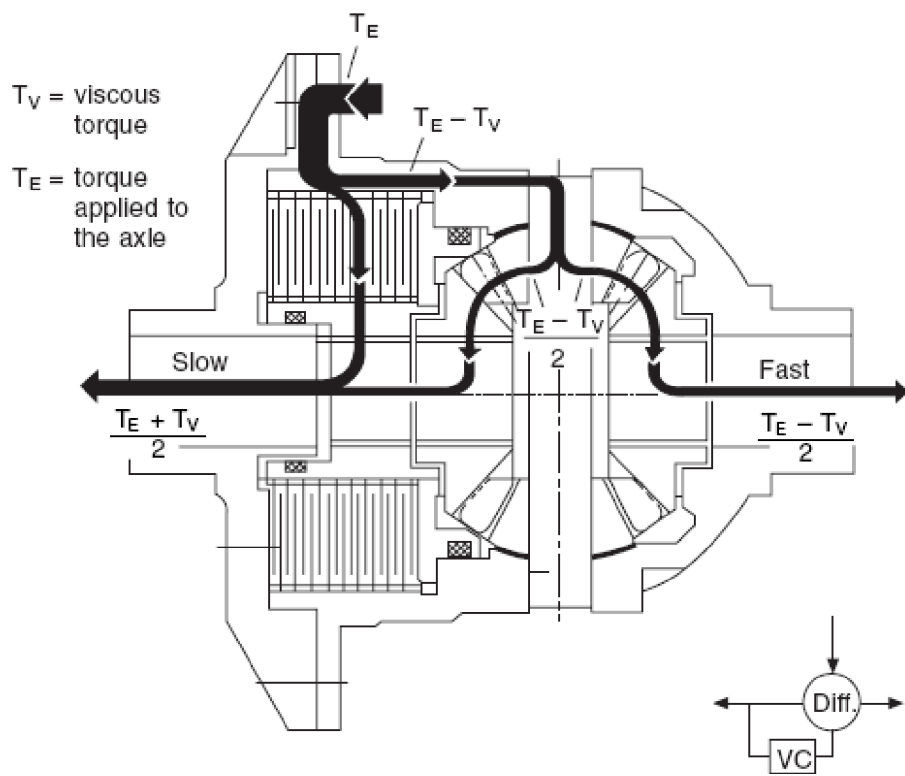 T_E
T_V = viscous
torque
T_E − T_V
T_E = torque
applied to
the axle
T_E − T_V
2
Slow
Fast
T_E + T_V
2
T_E − T_V
2
Diff.
VC